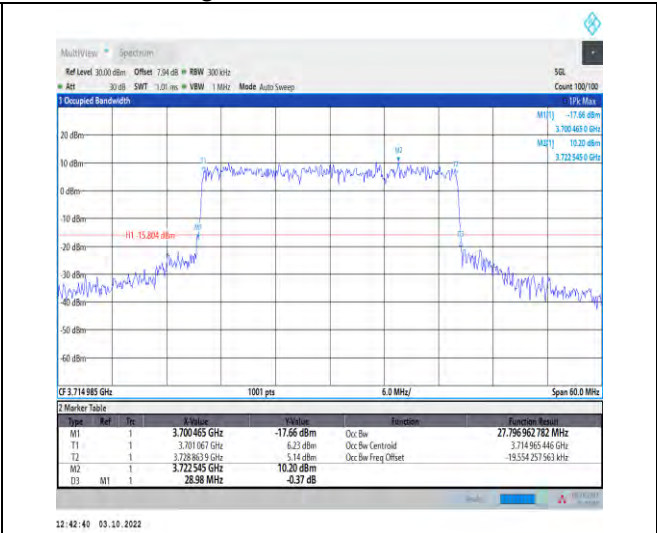 MultiView Spectrum
Ref Level 30.00 dBm Offset 7.94 dB RBW 300 kHz SGL
Att 30 dB SWT 1.01 ms VBW 1 MHz Mode Auto Sweep Count 100/100
1 Occupied Bandwidth 1Pk Max
M1[1] -17.66 dBm
3.700 465 0 GHz
M2[1] 10.20 dBm
3.722 545 0 GHz
20 dBm
10 dBm
M2
T1
T2
0 dBm
-10 dBm
M1
H1 -15.804 dBm
D3
-20 dBm
-30 dBm
-40 dBm
-50 dBm
-60 dBm
CF 3.714 985 GHz 1001 pts 6.0 MHz/ Span 60.0 MHz
2 Marker Table
Type Ref Trc X-Value Y-Value Function Function Result
M1 1 3.700 465 GHz -17.66 dBm Occ Bw 27.796 962 782 MHz
T1 1 3.701 067 GHz 6.23 dBm Occ Bw Centroid 3.714 965 446 GHz
T2 1 3.728 863 9 GHz 5.14 dBm Occ Bw Freq Offset -19.554 257 563 kHz
M2 1 3.722 545 GHz 10.20 dBm
D3 M1 1 28.98 MHz -0.37 dB
12:42:40 03.10.2022